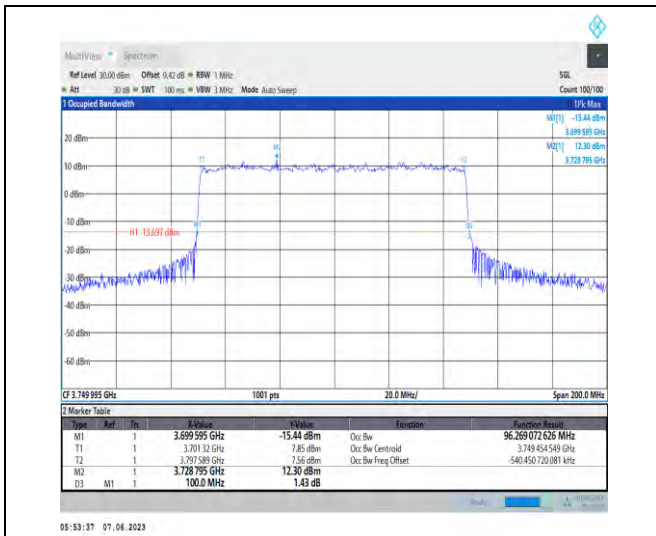 MultiView Spectrum
Ref Level 30.00 dBm Offset 9.42 dB RBW 1 MHz SGL
Att 30 dB SWT 100 ms VBW 3 MHz Mode Auto Sweep Count 100/100
1 Occupied Bandwidth 1Pk Max
M1[1] -15.44 dBm
3.699 595 GHz
M2[1] 12.30 dBm
3.728 795 GHz
20 dBm
M2
T1
10 dBm
0 dBm
-10 dBm
M1
H1 -13.697 dBm
-30 dBm
-40 dBm
-50 dBm
-60 dBm
CF 3.749 995 GHz 1001 pts 20.0 MHz/ Span 200.0 MHz
2 Marker Table
Type Ref Trc X-Value Y-Value Function Function Result
M1 1 3.699 595 GHz -15.44 dBm Occ Bw 96.269 072 626 MHz
T1 1 3.701 32 GHz 7.85 dBm Occ Bw Centroid 3.749 454 549 GHz
T2 1 3.797 589 GHz 7.56 dBm Occ Bw Freq Offset -540.450 720 081 kHz
M2 1 3.728 795 GHz 12.30 dBm
D3 M1 1 100.0 MHz 1.43 dB
05:53:37 07.06.2023